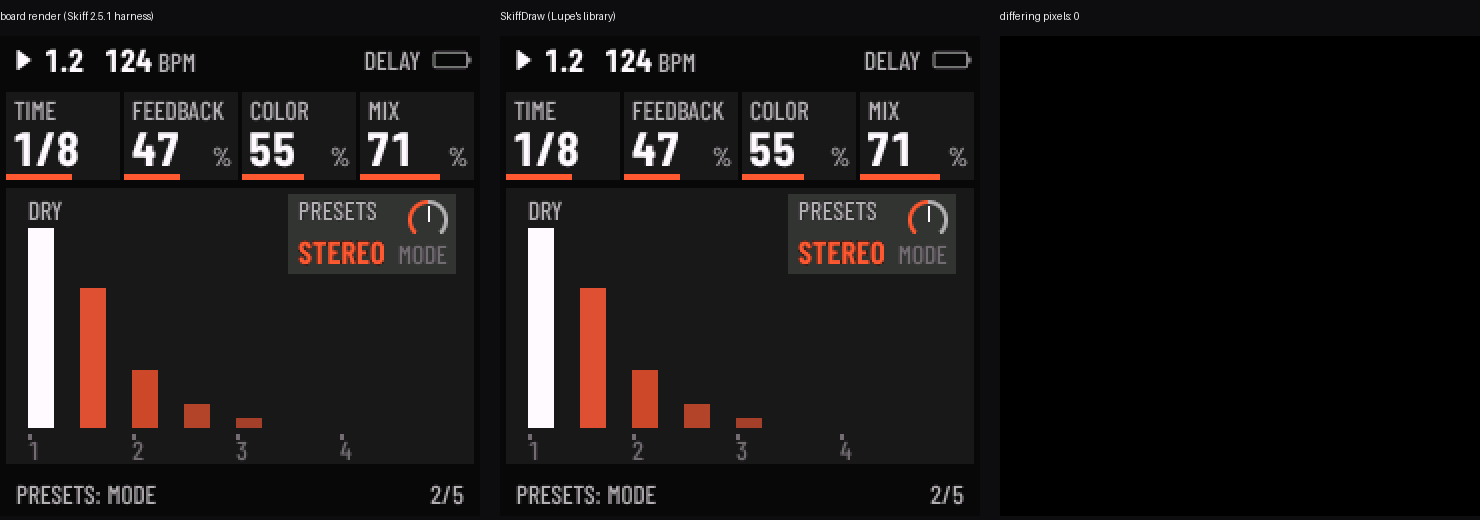 board render (Skiff 2.5.1 harness)
1.2 124 BPM DELAY
TIME FEEDBACK COLOR MIX
1/8 47 % 55 % 71 %
DRY PRESETS
STEREO MODE
1 2 3 4
PRESETS: MODE 2/5
SkiffDraw (Lupe's library)
1.2 124 BPM DELAY
TIME FEEDBACK COLOR MIX
1/8 47 % 55 % 71 %
DRY PRESETS
STEREO MODE
1 2 3 4
PRESETS: MODE 2/5
differing pixels: 0